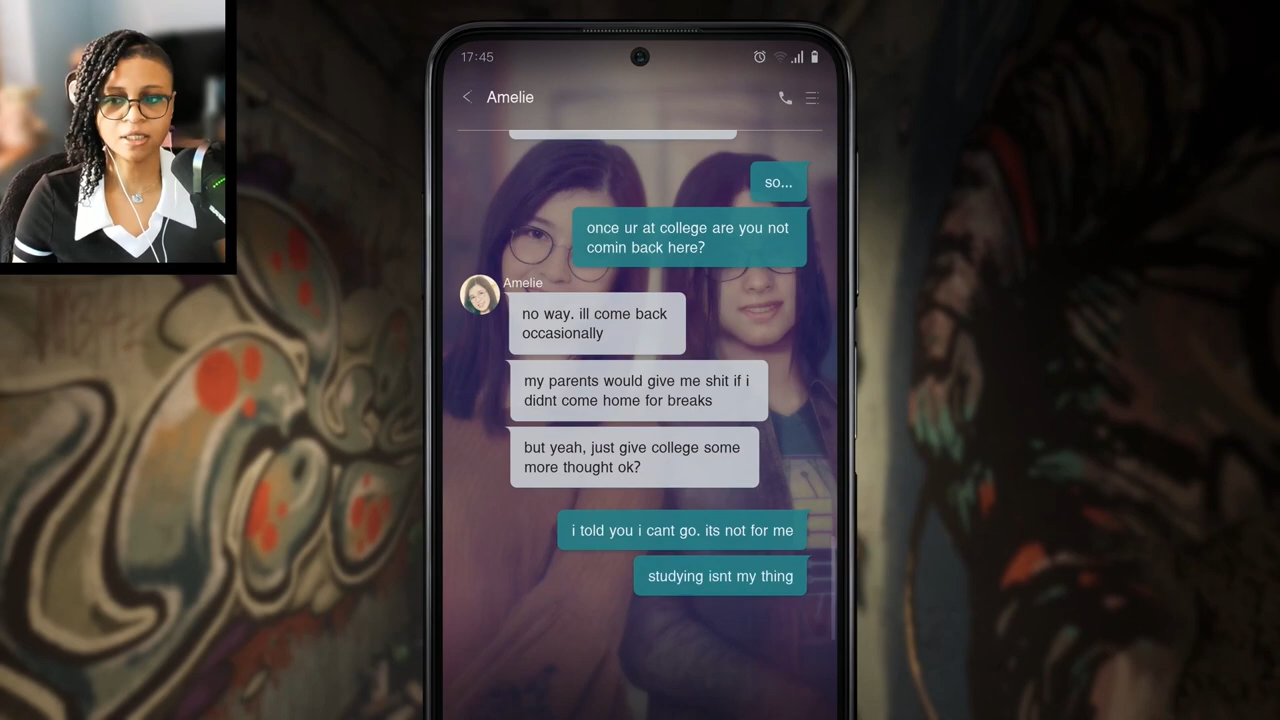 17:45
Amelie
so...
once ur at college are you not
comin back here?
Amelie
no way. ill come back
occasionally
my parents would give me shit if i
didnt come home for breaks
but yeah, just give college some
more thought ok?
i told you i cant go. its not for me
studying isnt my thing